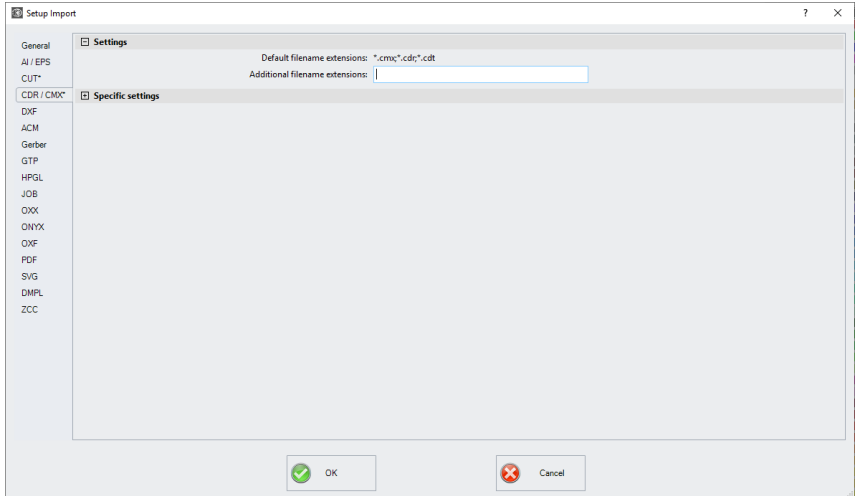 Setup Import
?
General
AI / EPS
CUT*
CDR / CMX*
DXF
ACM
Gerber
GTP
HPGL
JOB
OXX
ONYX
OXF
PDF
SVG
DMPL
ZCC
Settings
Default filename extensions: *.cmx;*.cdr;*.cdt
Additional filename extensions:
Specific settings
OK
Cancel